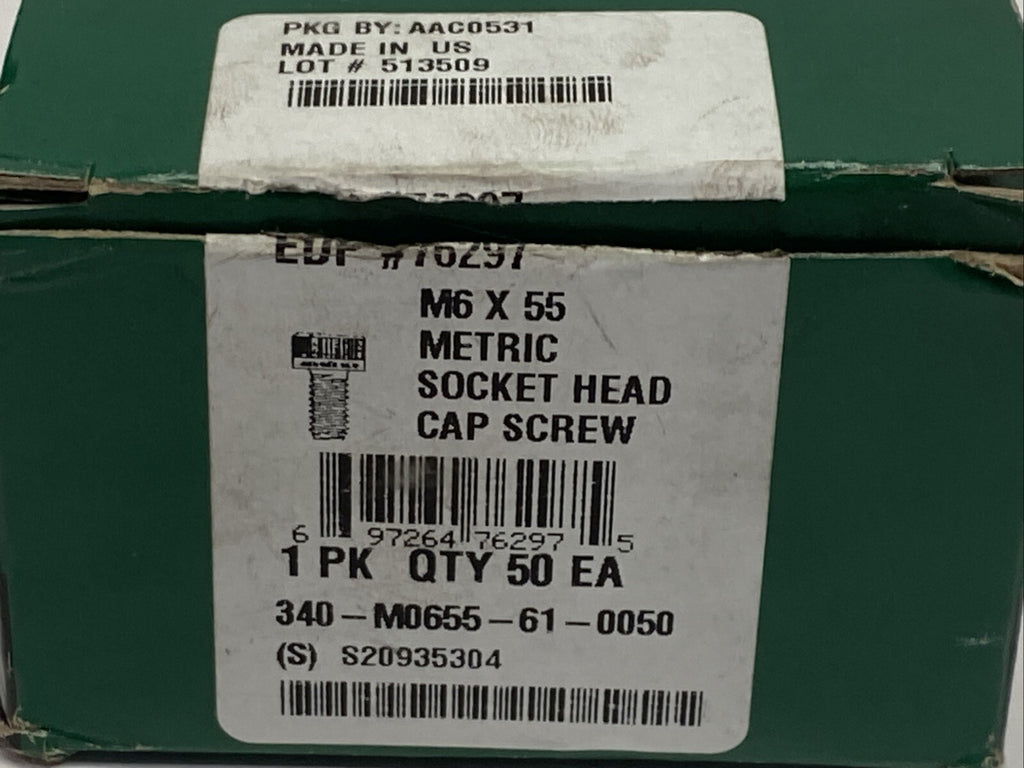 PKG BY: AAC0531
MADE IN US
LOT # 513509
EDP #76297
M6 X 55
METRIC
SOCKET HEAD
CAP SCREW
6 97264 76297 5
1 PK QTY 50 EA
340-M0655-61-0050
(S) S20935304